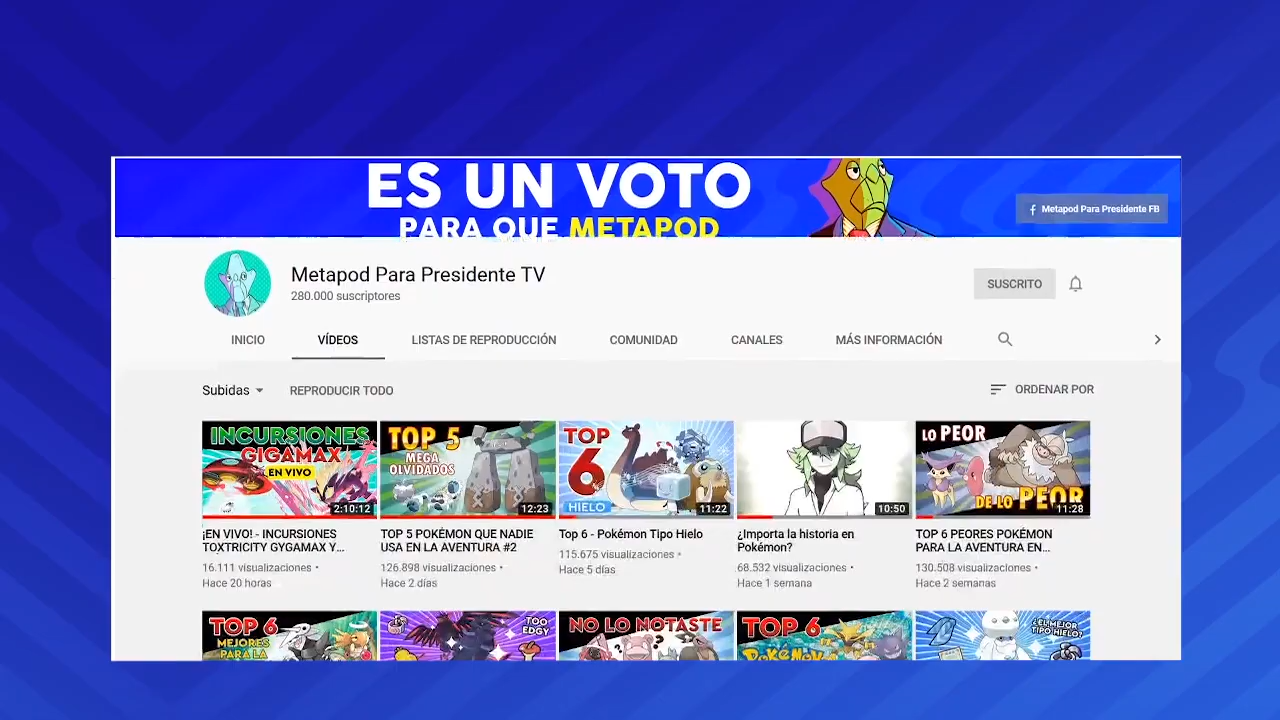 ES UN VOTO
PARA QUE METAPOD
Metapod Para Presidente FB
Metapod Para Presidente TV
280.000 suscriptores
SUSCRITO
INICIO VÍDEOS LISTAS DE REPRODUCCIÓN COMUNIDAD CANALES MÁS INFORMACIÓN
Subidas REPRODUCIR TODO ORDENAR POR
INCURSIONES
GIGAMAX
EN VIVO
2:10:12
¡EN VIVO! - INCURSIONES
TOXTRICITY GYGAMAX Y...
16.111 visualizaciones •
Hace 20 horas
TOP 5
MEGA
OLVIDADOS
12:23
TOP 5 POKÉMON QUE NADIE
USA EN LA AVENTURA #2
126.898 visualizaciones •
Hace 2 días
TOP
6
HIELO
11:22
Top 6 - Pokémon Tipo Hielo
115.675 visualizaciones •
Hace 5 días
10:50
¿Importa la historia en
Pokémon?
68.532 visualizaciones •
Hace 1 semana
LO PEOR
DE LO PEOR
11:28
TOP 6 PEORES POKÉMON
PARA LA AVENTURA EN...
130.508 visualizaciones •
Hace 2 semanas
TOP 6
MEJORES
PARA LA
TOO
EDGY
NO LO NOTASTE
TOP 6
POKÉMON
¿EL MEJOR
TIPO HIELO?